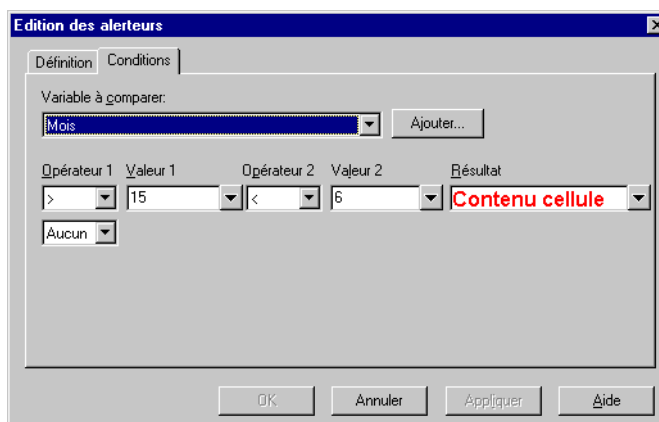 Edition des alerteurs
Définition Conditions
Variable à comparer:
Mois Ajouter...
Opérateur 1 Valeur 1 Opérateur 2 Valeur 2 Résultat
> 15 < 6 Contenu cellule
Aucun
OK Annuler Appliquer Aide